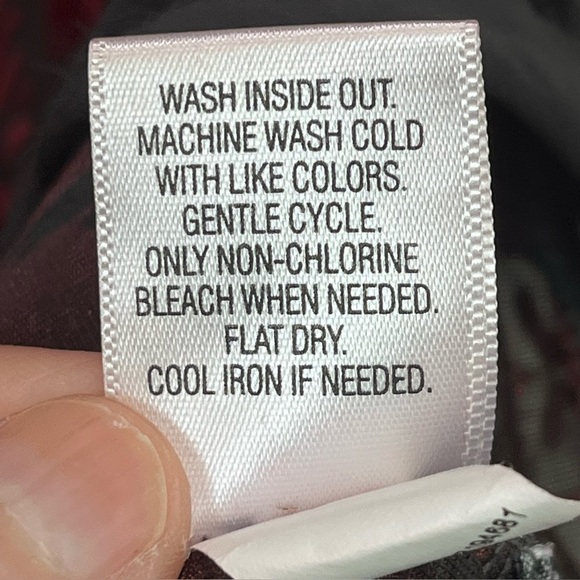 WASH INSIDE OUT.
MACHINE WASH COLD
WITH LIKE COLORS.
GENTLE CYCLE.
ONLY NON-CHLORINE
BLEACH WHEN NEEDED.
FLAT DRY.
COOL IRON IF NEEDED.